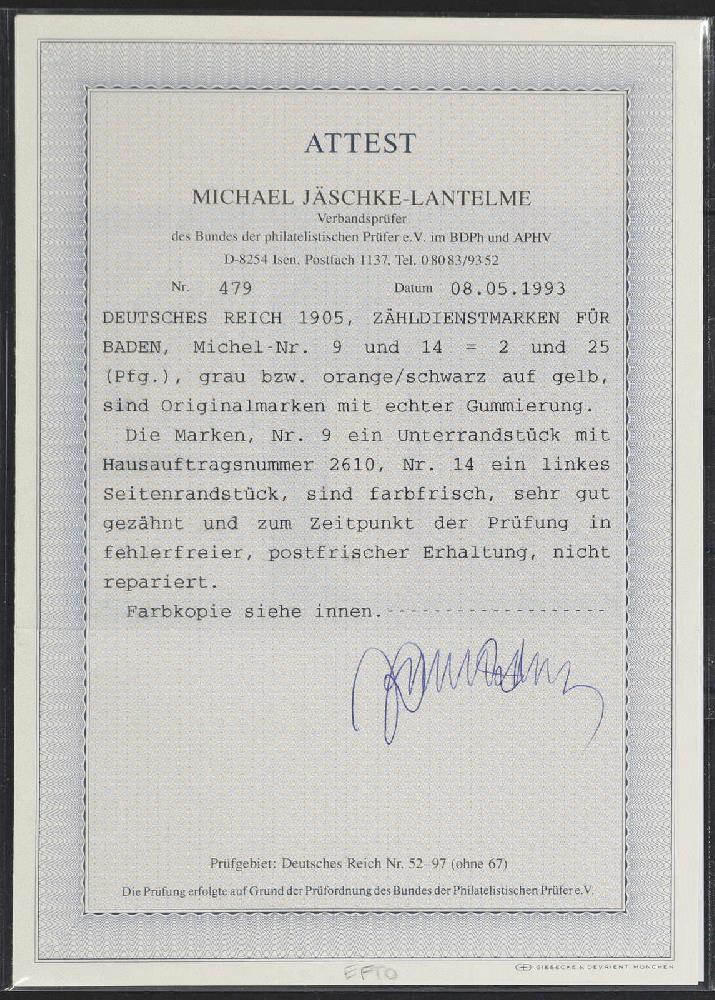 ATTEST
MICHAEL JÄSCHKE-LANTELME
Verbandsprüfer
des Bundes der philatelistischen Prüfer e.V. im BDPh und APHV
D-8254 Isen, Postfach 1137, Tel. 08083/9352
Nr. 479 Datum 08.05.1993
DEUTSCHES REICH 1905, ZÄHLDIENSTMARKEN FÜR
BADEN, Michel-Nr. 9 und 14 = 2 und 25
(Pfg.), grau bzw. orange/schwarz auf gelb,
sind Originalmarken mit echter Gummierung.
Die Marken, Nr. 9 ein Unterrandstück mit
Hausauftragsnummer 2610, Nr. 14 ein linkes
Seitenrandstück, sind farbfrisch, sehr gut
gezähnt und zum Zeitpunkt der Prüfung in
fehlerfreier, postfrischer Erhaltung, nicht
repariert.
Farbkopie siehe innen.-------------------
Prüfgebiet: Deutsches Reich Nr. 52-97 (ohne 67)
Die Prüfung erfolgte auf Grund der Prüfordnung des Bundes der Philatelistischen Prüfer e.V.
GIESECKE & DEVRIENT MÜNCHEN
EFTO